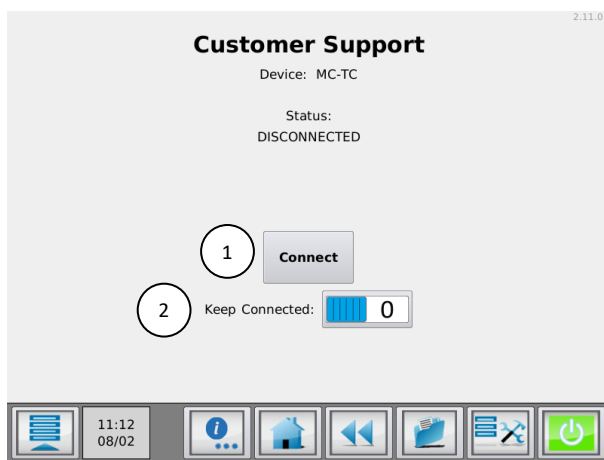 2.11.0
Customer Support
Device: MC-TC
Status:
DISCONNECTED
1
Connect
2
Keep Connected:
0
11:12
08/02
i